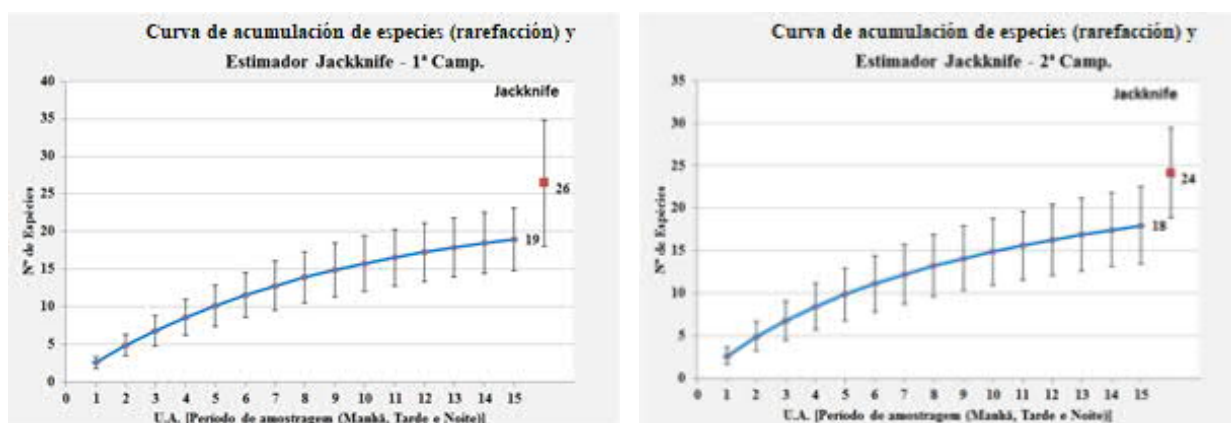 Curva de acumulación de especies (rarefacción) y
Estimador Jackknife - 1ª Camp.
Jackknife
40
35
30
25
20
15
10
5
0
Nº de Espécies
26
19
0 1 2 3 4 5 6 7 8 9 10 11 12 13 14 15
U.A. [Período de amostragem (Manhã, Tarde e Noite)]
Curva de acumulación de especies (rarefacción) y
Estimador Jackknife - 2ª Camp.
Jackknife
35
30
25
20
15
10
5
0
Nº de Espécies
24
18
0 1 2 3 4 5 6 7 8 9 10 11 12 13 14 15
U.A. [Período de amostragem (Manhã, Tarde e Noite)]